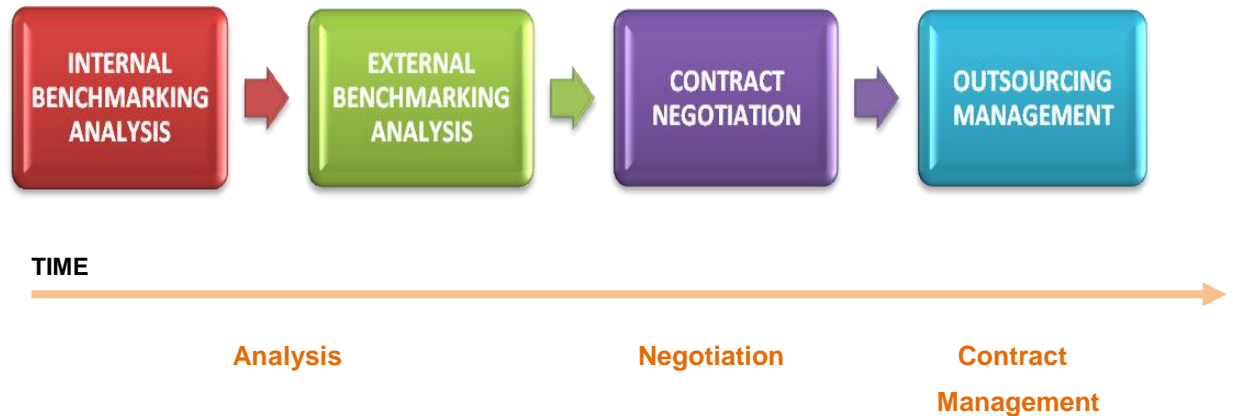 INTERNAL
BENCHMARKING
ANALYSIS
EXTERNAL
BENCHMARKING
ANALYSIS
CONTRACT
NEGOTIATION
OUTSOURCING
MANAGEMENT
TIME
Analysis
Negotiation
Contract
Management